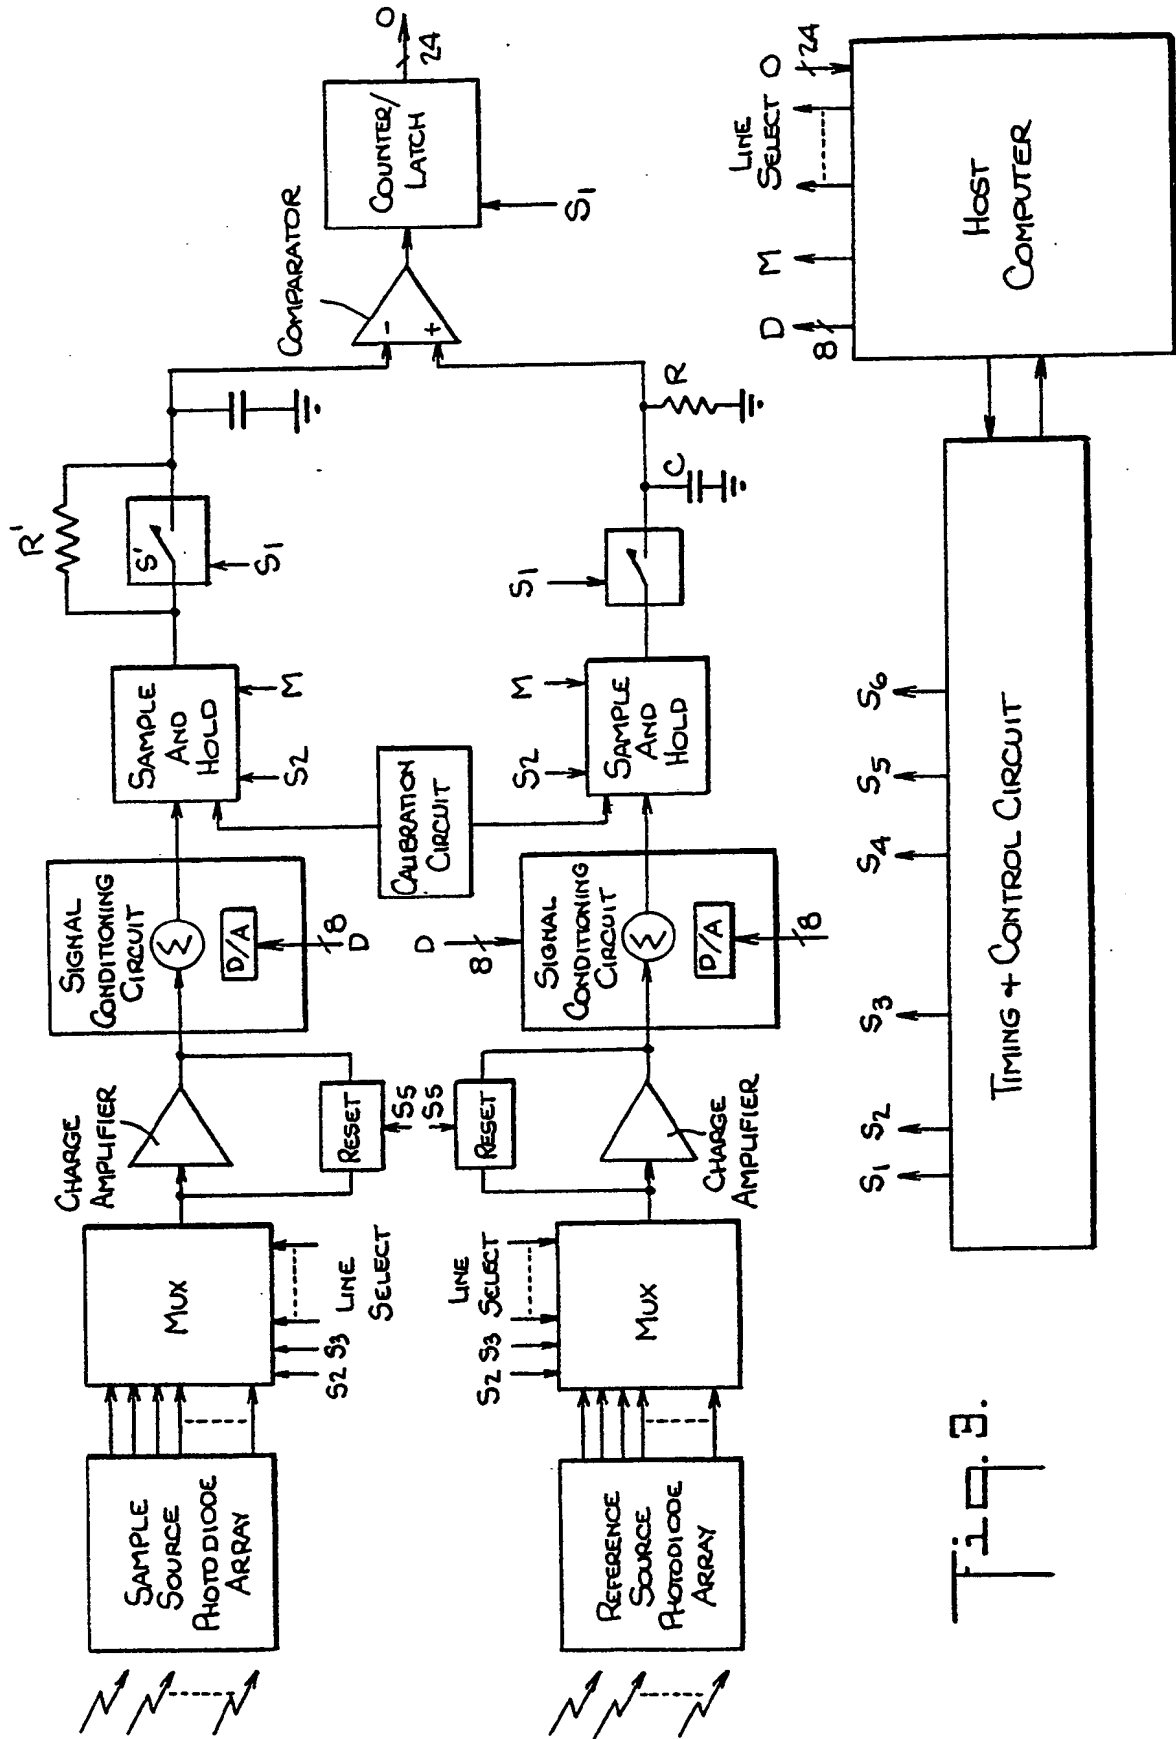 SAMPLE
SOURCE
PHOTODIODE
ARRAY
MUX
S2
S3
LINE
SELECT
CHARGE
AMPLIFIER
RESET
S5
SIGNAL
CONDITIONING
CIRCUIT
Σ
D/A
8
D
SAMPLE
AND
HOLD
S2
M
R'
S'
S1
COMPARATOR
-
+
COUNTER/
LATCH
S1
24
O
CALIBRATION
CIRCUIT
REFERENCE
SOURCE
PHOTODIODE
ARRAY
MUX
S2
S3
LINE
SELECT
CHARGE
AMPLIFIER
RESET
S5
D
8
SIGNAL
CONDITIONING
CIRCUIT
Σ
D/A
8
SAMPLE
AND
HOLD
S2
M
S1
C
R
TIMING + CONTROL CIRCUIT
S1
S2
S3
S4
S5
S6
HOST
COMPUTER
D
8
M
LINE
SELECT
O
24
Fig. 3.